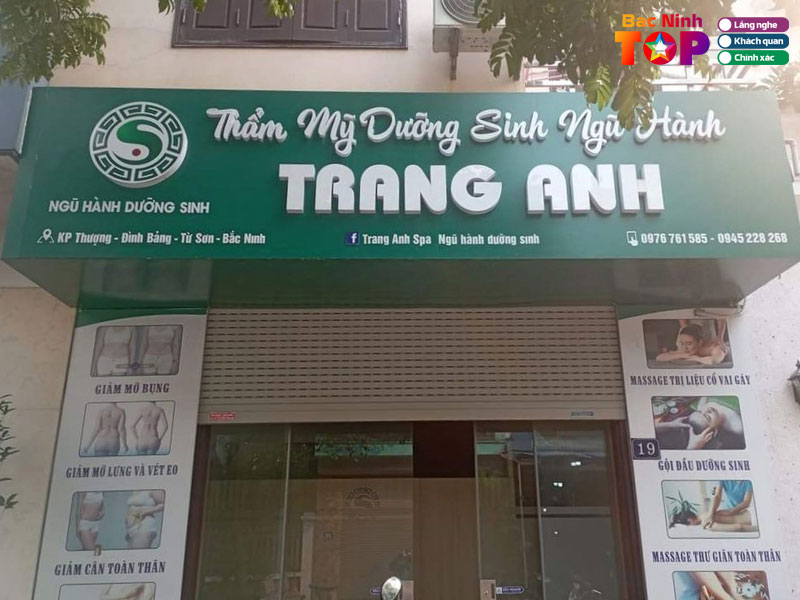 Bắc Ninh
TOP
Lắng nghe
Khách quan
Chính xác
Thẩm Mỹ Dưỡng Sinh Ngũ Hành
TRANG ANH
NGŨ HÀNH DƯỠNG SINH
KP Thượng - Đình Bảng - Từ Sơn - Bắc Ninh
Trang Anh Spa Ngũ hành dưỡng sinh
0976 761 585 - 0945 228 268
GIẢM MỠ BỤNG
GIẢM MỠ LƯNG VÀ VÉT EO
GIẢM CÂN TOÀN THÂN
MASSAGE TRỊ LIỆU CỔ VAI GÁY
19
GỘI ĐẦU DƯỠNG SINH
MASSAGE THƯ GIÃN TOÀN THÂN